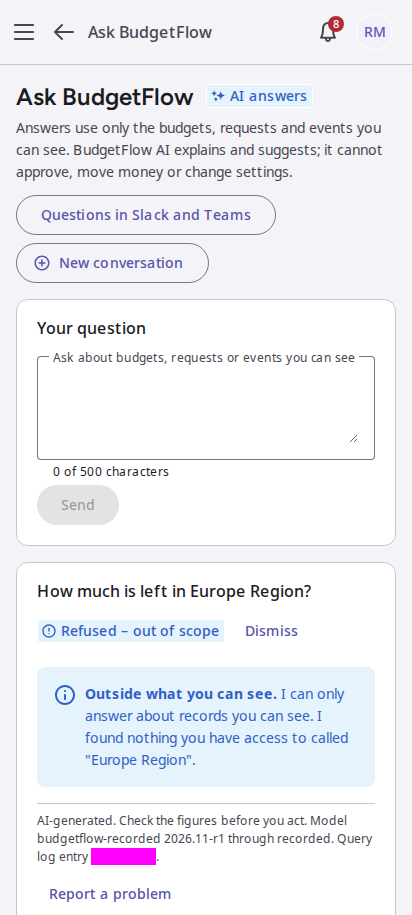 Ask BudgetFlow
8
RM
Ask BudgetFlow
AI answers
Answers use only the budgets, requests and events you
can see. BudgetFlow AI explains and suggests; it cannot
approve, move money or change settings.
Questions in Slack and Teams
New conversation
Your question
Ask about budgets, requests or events you can see
0 of 500 characters
Send
How much is left in Europe Region?
Refused – out of scope
Dismiss
Outside what you can see. I can only
answer about records you can see. I
found nothing you have access to called
"Europe Region".
AI-generated. Check the figures before you act. Model
budgetflow-recorded 2026.11-r1 through recorded. Query
log entry .
Report a problem